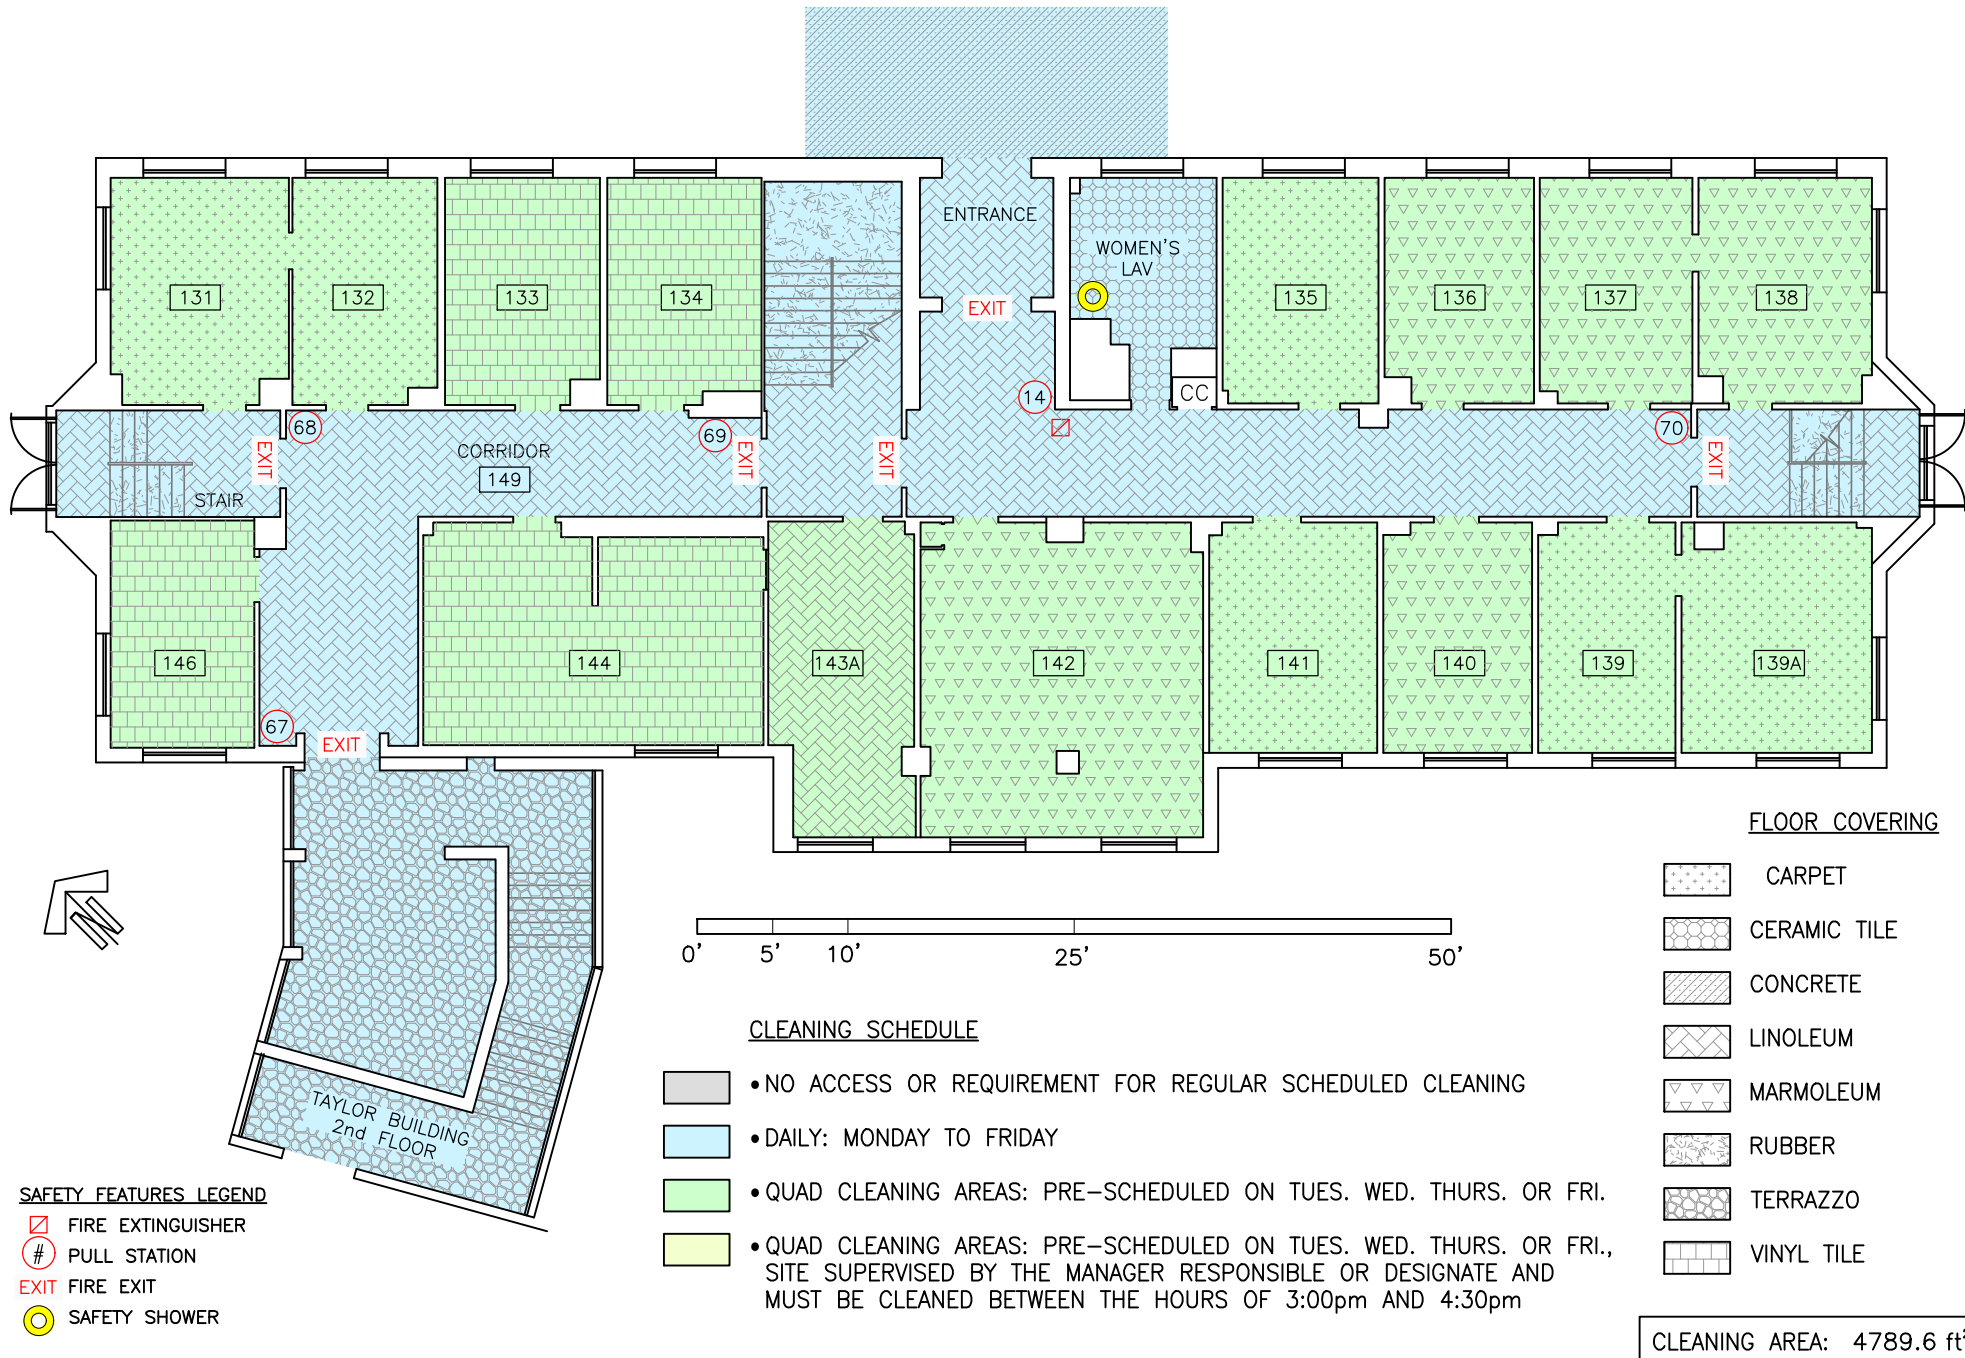 ENTRANCE
WOMEN'S
LAV
131
132
133
134
EXIT
135
136
137
138
CC
14
68
69
70
CORRIDOR
149
EXIT
EXIT
EXIT
EXIT
STAIR
146
144
143A
142
141
140
139
139A
67
EXIT
TAYLOR BUILDING
2nd FLOOR
0' 5' 10' 25' 50'
FLOOR COVERING
CARPET
CERAMIC TILE
CONCRETE
LINOLEUM
MARMOLEUM
RUBBER
TERRAZZO
VINYL TILE
CLEANING SCHEDULE
• NO ACCESS OR REQUIREMENT FOR REGULAR SCHEDULED CLEANING
• DAILY: MONDAY TO FRIDAY
• QUAD CLEANING AREAS: PRE-SCHEDULED ON TUES. WED. THURS. OR FRI.
• QUAD CLEANING AREAS: PRE-SCHEDULED ON TUES. WED. THURS. OR FRI.,
SITE SUPERVISED BY THE MANAGER RESPONSIBLE OR DESIGNATE AND
MUST BE CLEANED BETWEEN THE HOURS OF 3:00pm AND 4:30pm
SAFETY FEATURES LEGEND
FIRE EXTINGUISHER
# PULL STATION
EXIT FIRE EXIT
SAFETY SHOWER
CLEANING AREA: 4789.6 ft²